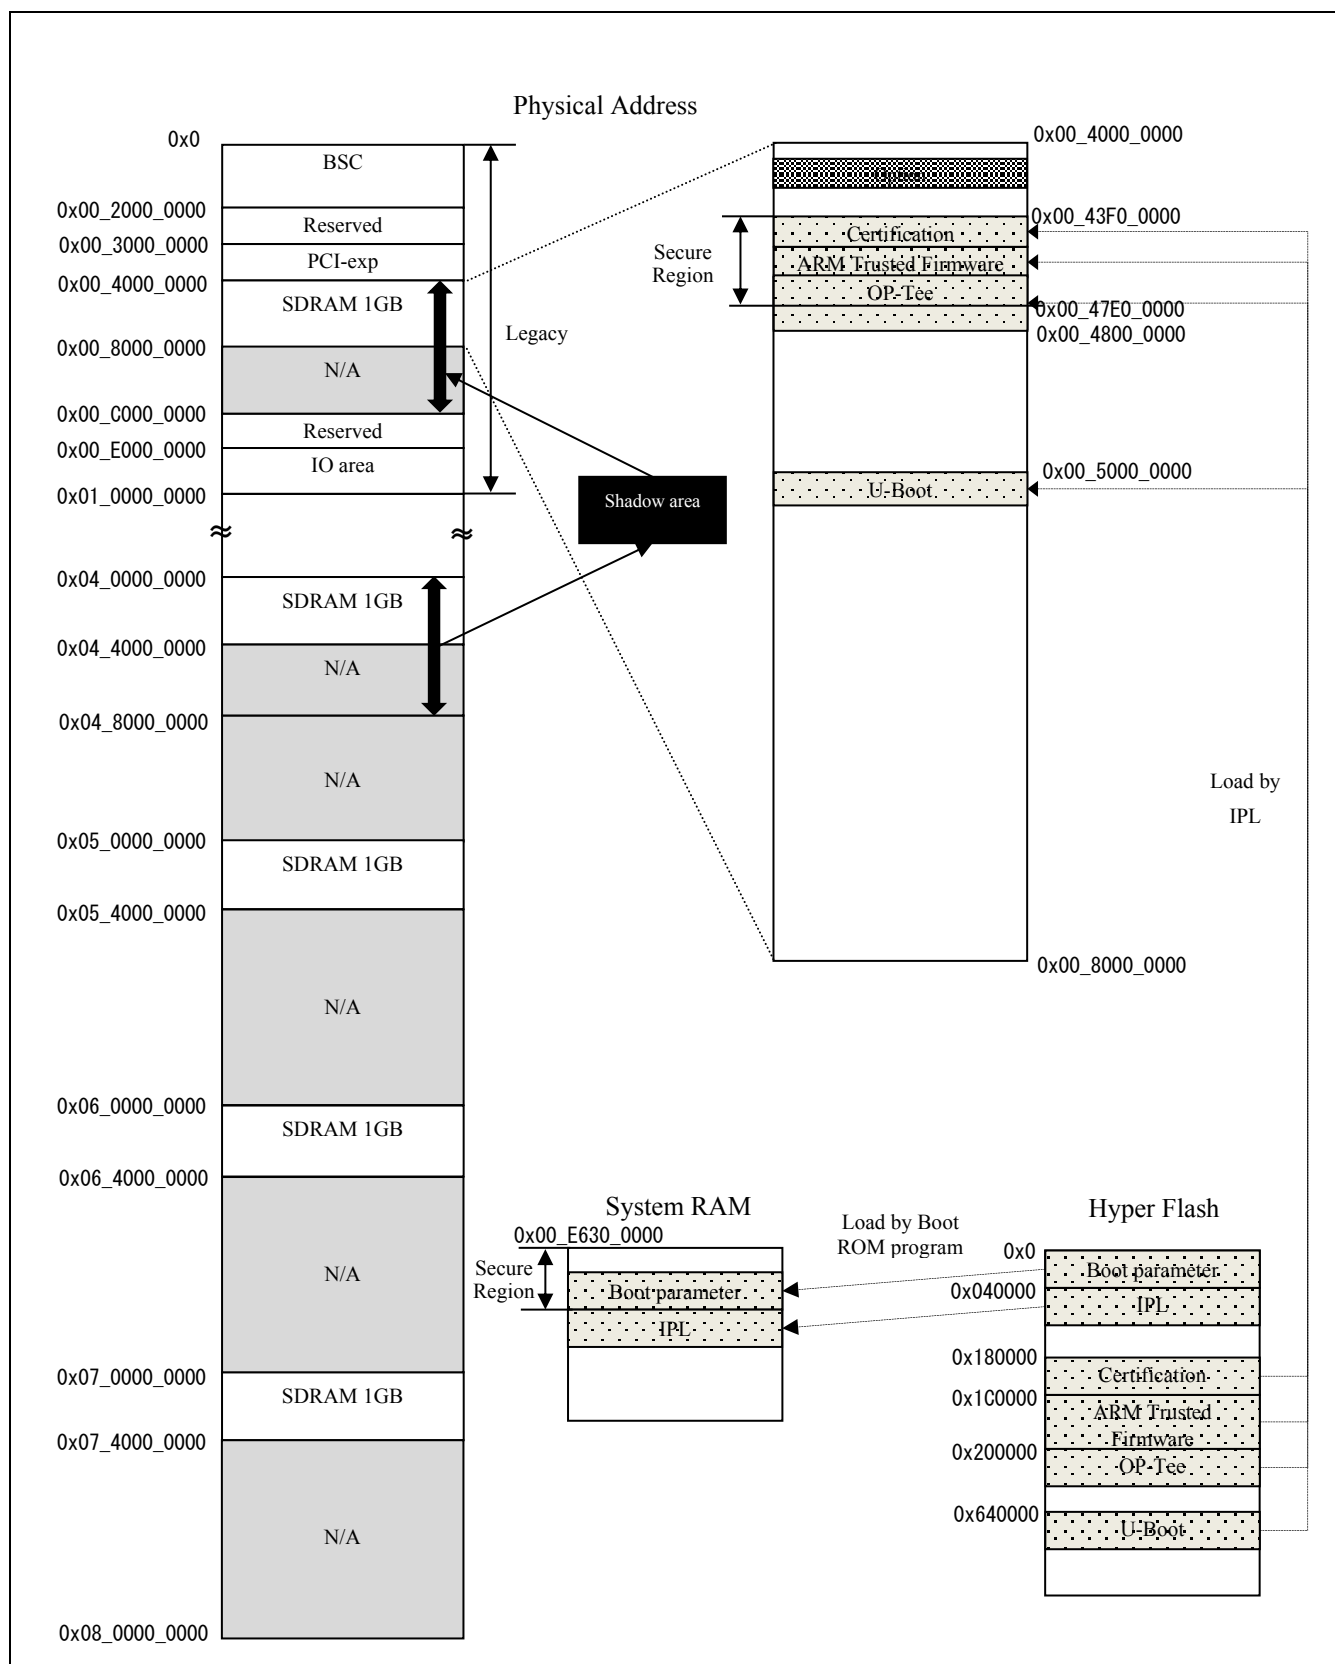 Physical Address
0x0
BSC
0x00_2000_0000
Reserved
0x00_3000_0000
PCI-exp
0x00_4000_0000
SDRAM 1GB
Legacy
0x00_8000_0000
N/A
0x00_C000_0000
Reserved
0x00_E000_0000
IO area
0x01_0000_0000
Shadow area
0x04_0000_0000
SDRAM 1GB
0x04_4000_0000
N/A
0x04_8000_0000
N/A
0x05_0000_0000
SDRAM 1GB
0x05_4000_0000
N/A
0x06_0000_0000
SDRAM 1GB
0x06_4000_0000
N/A
0x07_0000_0000
SDRAM 1GB
0x07_4000_0000
N/A
0x08_0000_0000
0x00_4000_0000
0x00_43F0_0000
Secure
Region
Certification
ARM Trusted Firmware
OP-Tee
0x00_47E0_0000
0x00_4800_0000
0x00_5000_0000
U-Boot
0x00_8000_0000
Load by
IPL
System RAM
0x00_E630_0000
Secure
Region
Boot parameter
IPL
Load by Boot
ROM program
Hyper Flash
0x0
Boot parameter
0x040000
IPL
0x180000
Certification
0x1C0000
ARM Trusted
Firmware
0x200000
OP-Tee
0x640000
U-Boot